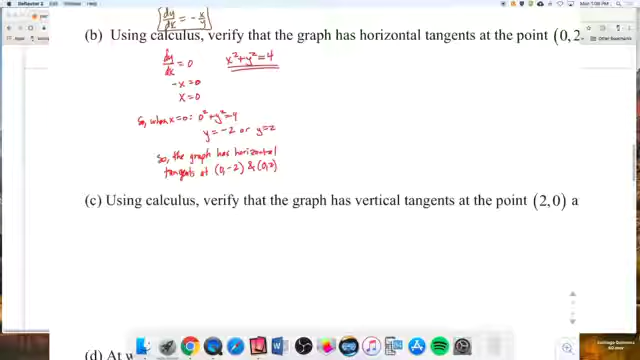 dy/dx = -x/y
(b) Using calculus, verify that the graph has horizontal tangents at the point (0, 2
dy/dx = 0 x² + y² = 4
-x = 0
x = 0
So, when x=0: 0² + y² = 4
y = -2 or y = 2
So, the graph has horizontal
tangents at (0, -2) & (0, 2)
(c) Using calculus, verify that the graph has vertical tangents at the point (2, 0) a
(d) At w